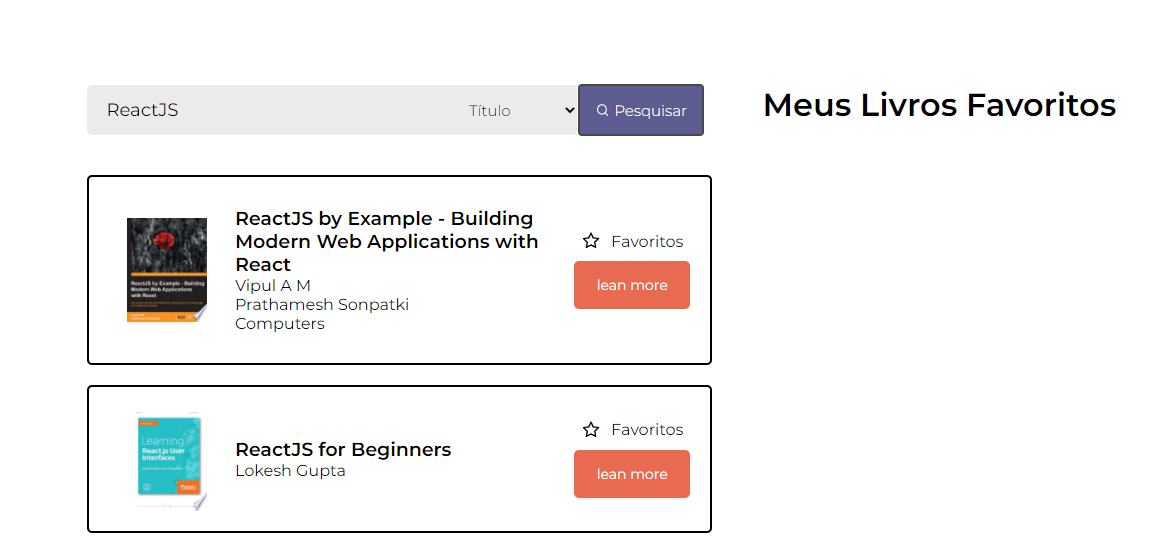 ReactJS
Título
Pesquisar
Meus Livros Favoritos
ReactJS by Example - Building
Modern Web Applications with
React
Vipul A M
Prathamesh Sonpatki
Computers
Favoritos
lean more
ReactJS by Example - Building
Modern Web Applications
with React
ReactJS for Beginners
Lokesh Gupta
Favoritos
lean more
Learning
React.js User
Interfaces